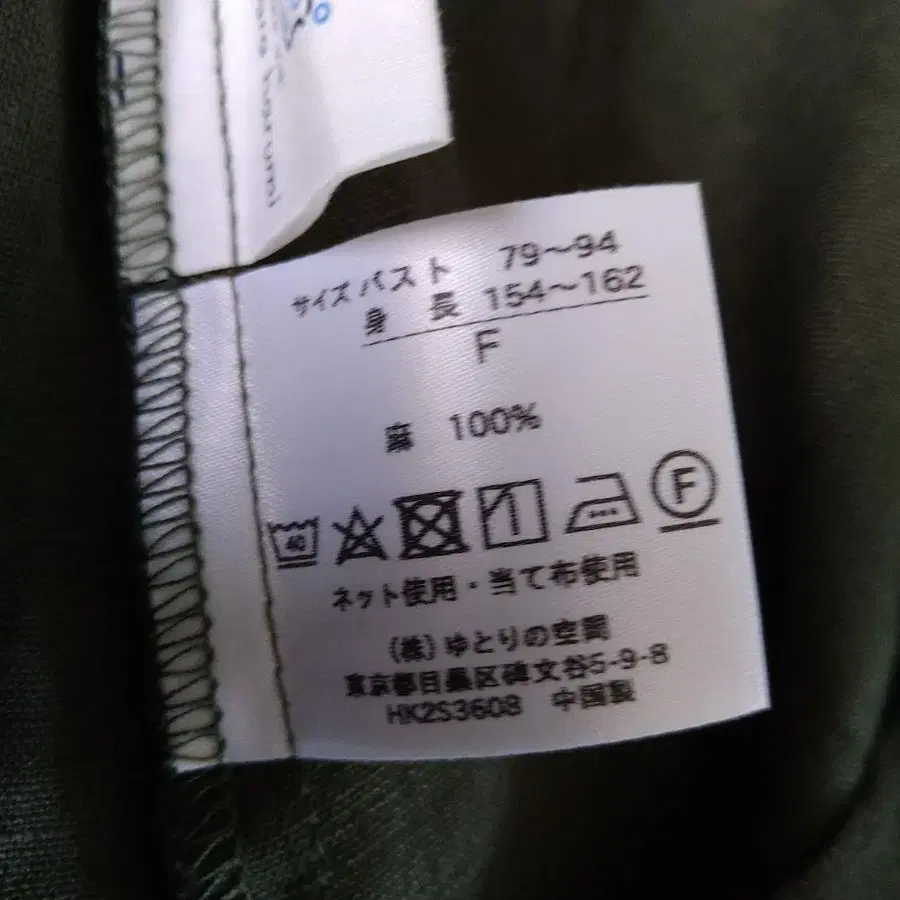 サイズ バスト 79〜94
身 長 154〜162
F
麻 100%
40
F
ネット使用・当て布使用
(株)ゆとりの空間
東京都目黒区碑文谷5-9-8
HK2S3608 中国製